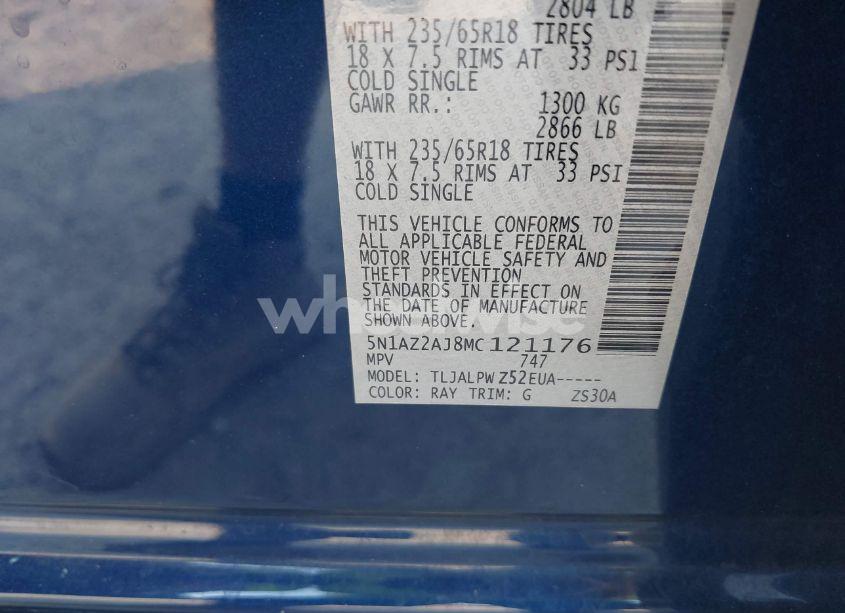 2804 LB
WITH 235/65R18 TIRES
18 X 7.5 RIMS AT 33 PSI
COLD SINGLE
GAWR RR.: 1300 KG
2866 LB
WITH 235/65R18 TIRES
18 X 7.5 RIMS AT 33 PSI
COLD SINGLE
THIS VEHICLE CONFORMS TO
ALL APPLICABLE FEDERAL
MOTOR VEHICLE SAFETY AND
THEFT PREVENTION
STANDARDS IN EFFECT ON
THE DATE OF MANUFACTURE
SHOWN ABOVE.
5N1AZ2AJ8MC121176
MPV 747
MODEL: TLJALPW Z52EUA-----
COLOR: RAY TRIM: G ZS30A